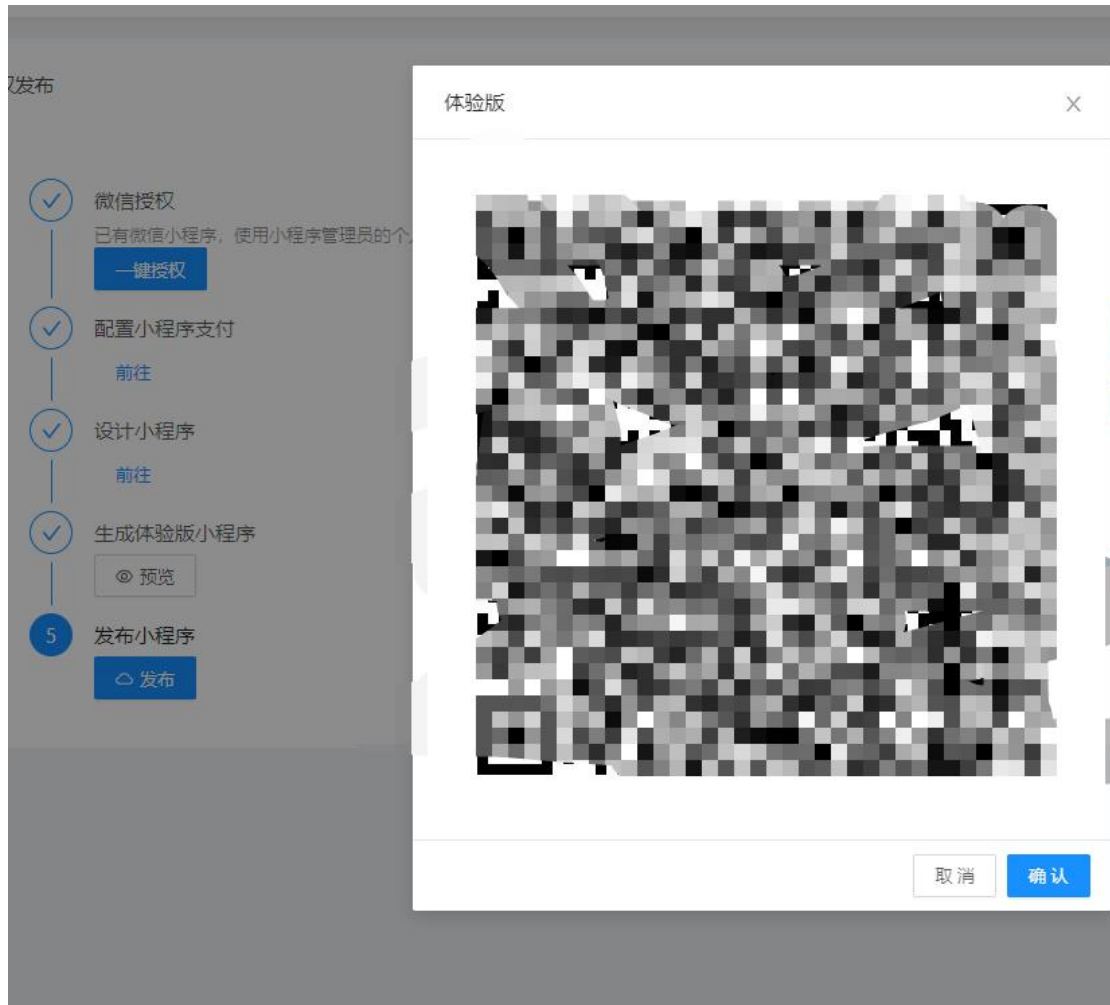 权发布
体验版
微信授权
已有微信小程序，使用小程序管理员的个人
一键授权
配置小程序支付
前往
设计小程序
前往
生成体验版小程序
预览
5
发布小程序
发布
取消
确认